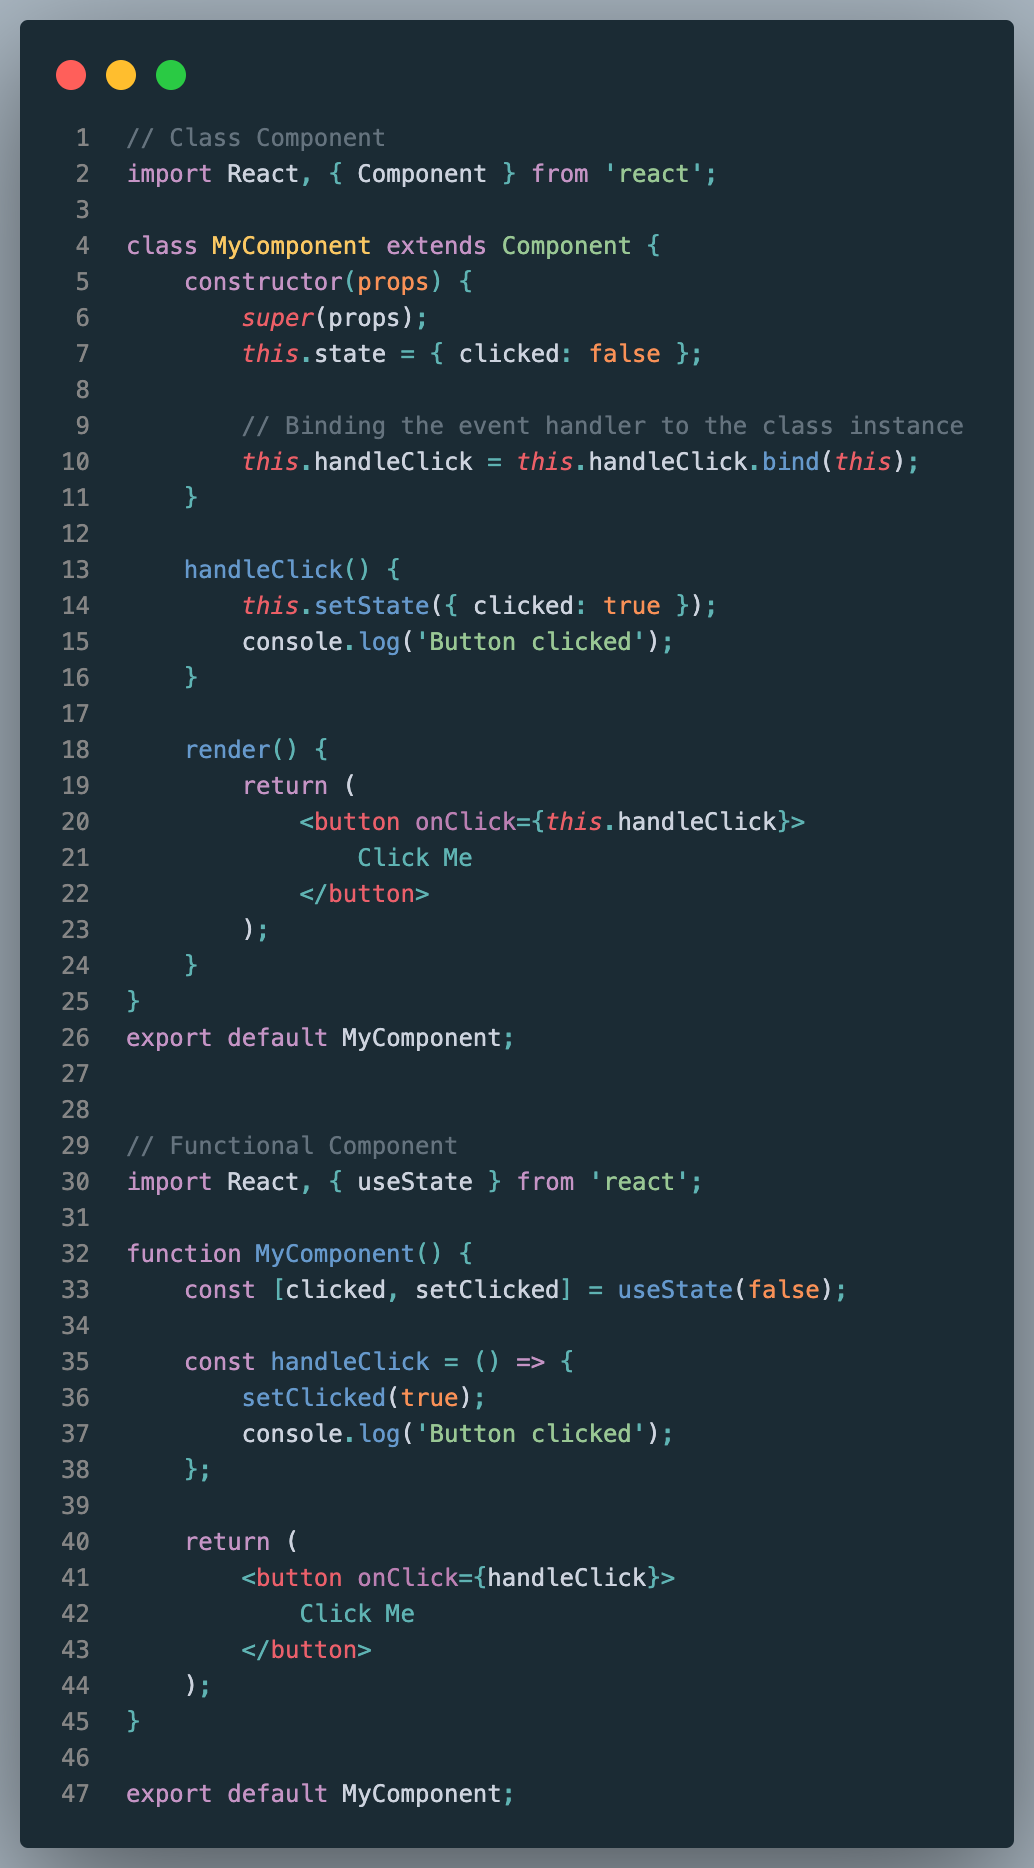 1 // Class Component
2 import React, { Component } from 'react';
3
4 class MyComponent extends Component {
5     constructor(props) {
6         super(props);
7         this.state = { clicked: false };
8
9         // Binding the event handler to the class instance
10         this.handleClick = this.handleClick.bind(this);
11     }
12
13     handleClick() {
14         this.setState({ clicked: true });
15         console.log('Button clicked');
16     }
17
18     render() {
19         return (
20             <button onClick={this.handleClick}>
21                 Click Me
22             </button>
23         );
24     }
25 }
26 export default MyComponent;
27
28
29 // Functional Component
30 import React, { useState } from 'react';
31
32 function MyComponent() {
33     const [clicked, setClicked] = useState(false);
34
35     const handleClick = () => {
36         setClicked(true);
37         console.log('Button clicked');
38     };
39
40     return (
41         <button onClick={handleClick}>
42             Click Me
43         </button>
44     );
45 }
46
47 export default MyComponent;